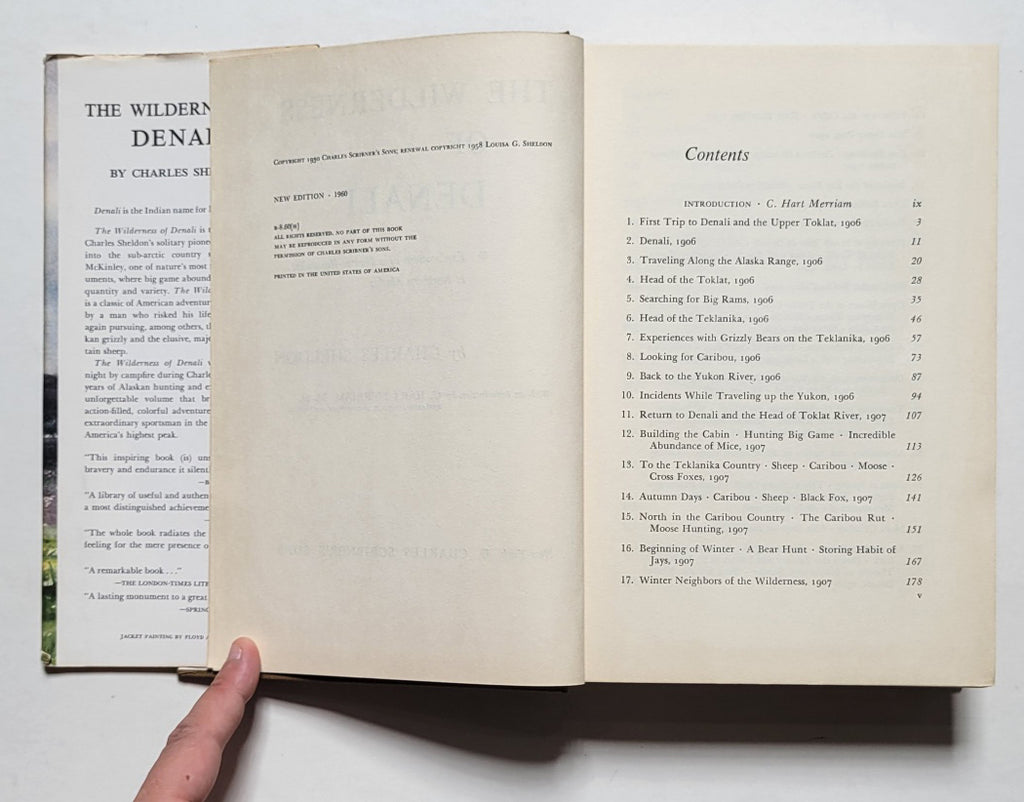 THE WILDERN
DENA
BY CHARLES SH
Denali is the Indian name for
The Wilderness of Denali is
Charles Sheldon's solitary pione
into the sub-arctic country
McKinley, one of nature's most
uments, where big game abound
quantity and variety. The Wil
is a classic of American adventur
by a man who risked his life
again pursuing, among others, t
kan grizzly and the elusive, maj
tain sheep.
The Wilderness of Denali
night by campfire during Charle
years of Alaskan hunting and e
unforgettable volume that br
action-filled, colorful adventure
extraordinary sportsman in the
America's highest peak.
"This inspiring book (is) un
bravery and endurance it silent
"A library of useful and authen
a most distinguished achieveme
"The whole book radiates the
feeling for the mere presence o
"A remarkable book . . ."
—THE LONDON-TIMES LITE
"A lasting monument to a great
—SPRING
JACKET PAINTING BY FLOYD
COPYRIGHT 1930 CHARLES SCRIBNER'S SONS; RENEWAL COPYRIGHT 1958 LOUISA G. SHELDON
NEW EDITION · 1960
B-8.60[H]
ALL RIGHTS RESERVED. NO PART OF THIS BOOK
MAY BE REPRODUCED IN ANY FORM WITHOUT THE
PERMISSION OF CHARLES SCRIBNER'S SONS.
PRINTED IN THE UNITED STATES OF AMERICA
Contents
INTRODUCTION · C. Hart Merriam ix
1. First Trip to Denali and the Upper Toklat, 1906 3
2. Denali, 1906 11
3. Traveling Along the Alaska Range, 1906 20
4. Head of the Toklat, 1906 28
5. Searching for Big Rams, 1906 35
6. Head of the Teklanika, 1906 46
7. Experiences with Grizzly Bears on the Teklanika, 1906 57
8. Looking for Caribou, 1906 73
9. Back to the Yukon River, 1906 87
10. Incidents While Traveling up the Yukon, 1906 94
11. Return to Denali and the Head of Toklat River, 1907 107
12. Building the Cabin · Hunting Big Game · Incredible
Abundance of Mice, 1907 113
13. To the Teklanika Country · Sheep · Caribou · Moose ·
Cross Foxes, 1907 126
14. Autumn Days · Caribou · Sheep · Black Fox, 1907 141
15. North in the Caribou Country · The Caribou Rut ·
Moose Hunting, 1907 151
16. Beginning of Winter · A Bear Hunt · Storing Habit of
Jays, 1907 167
17. Winter Neighbors of the Wilderness, 1907 178
v